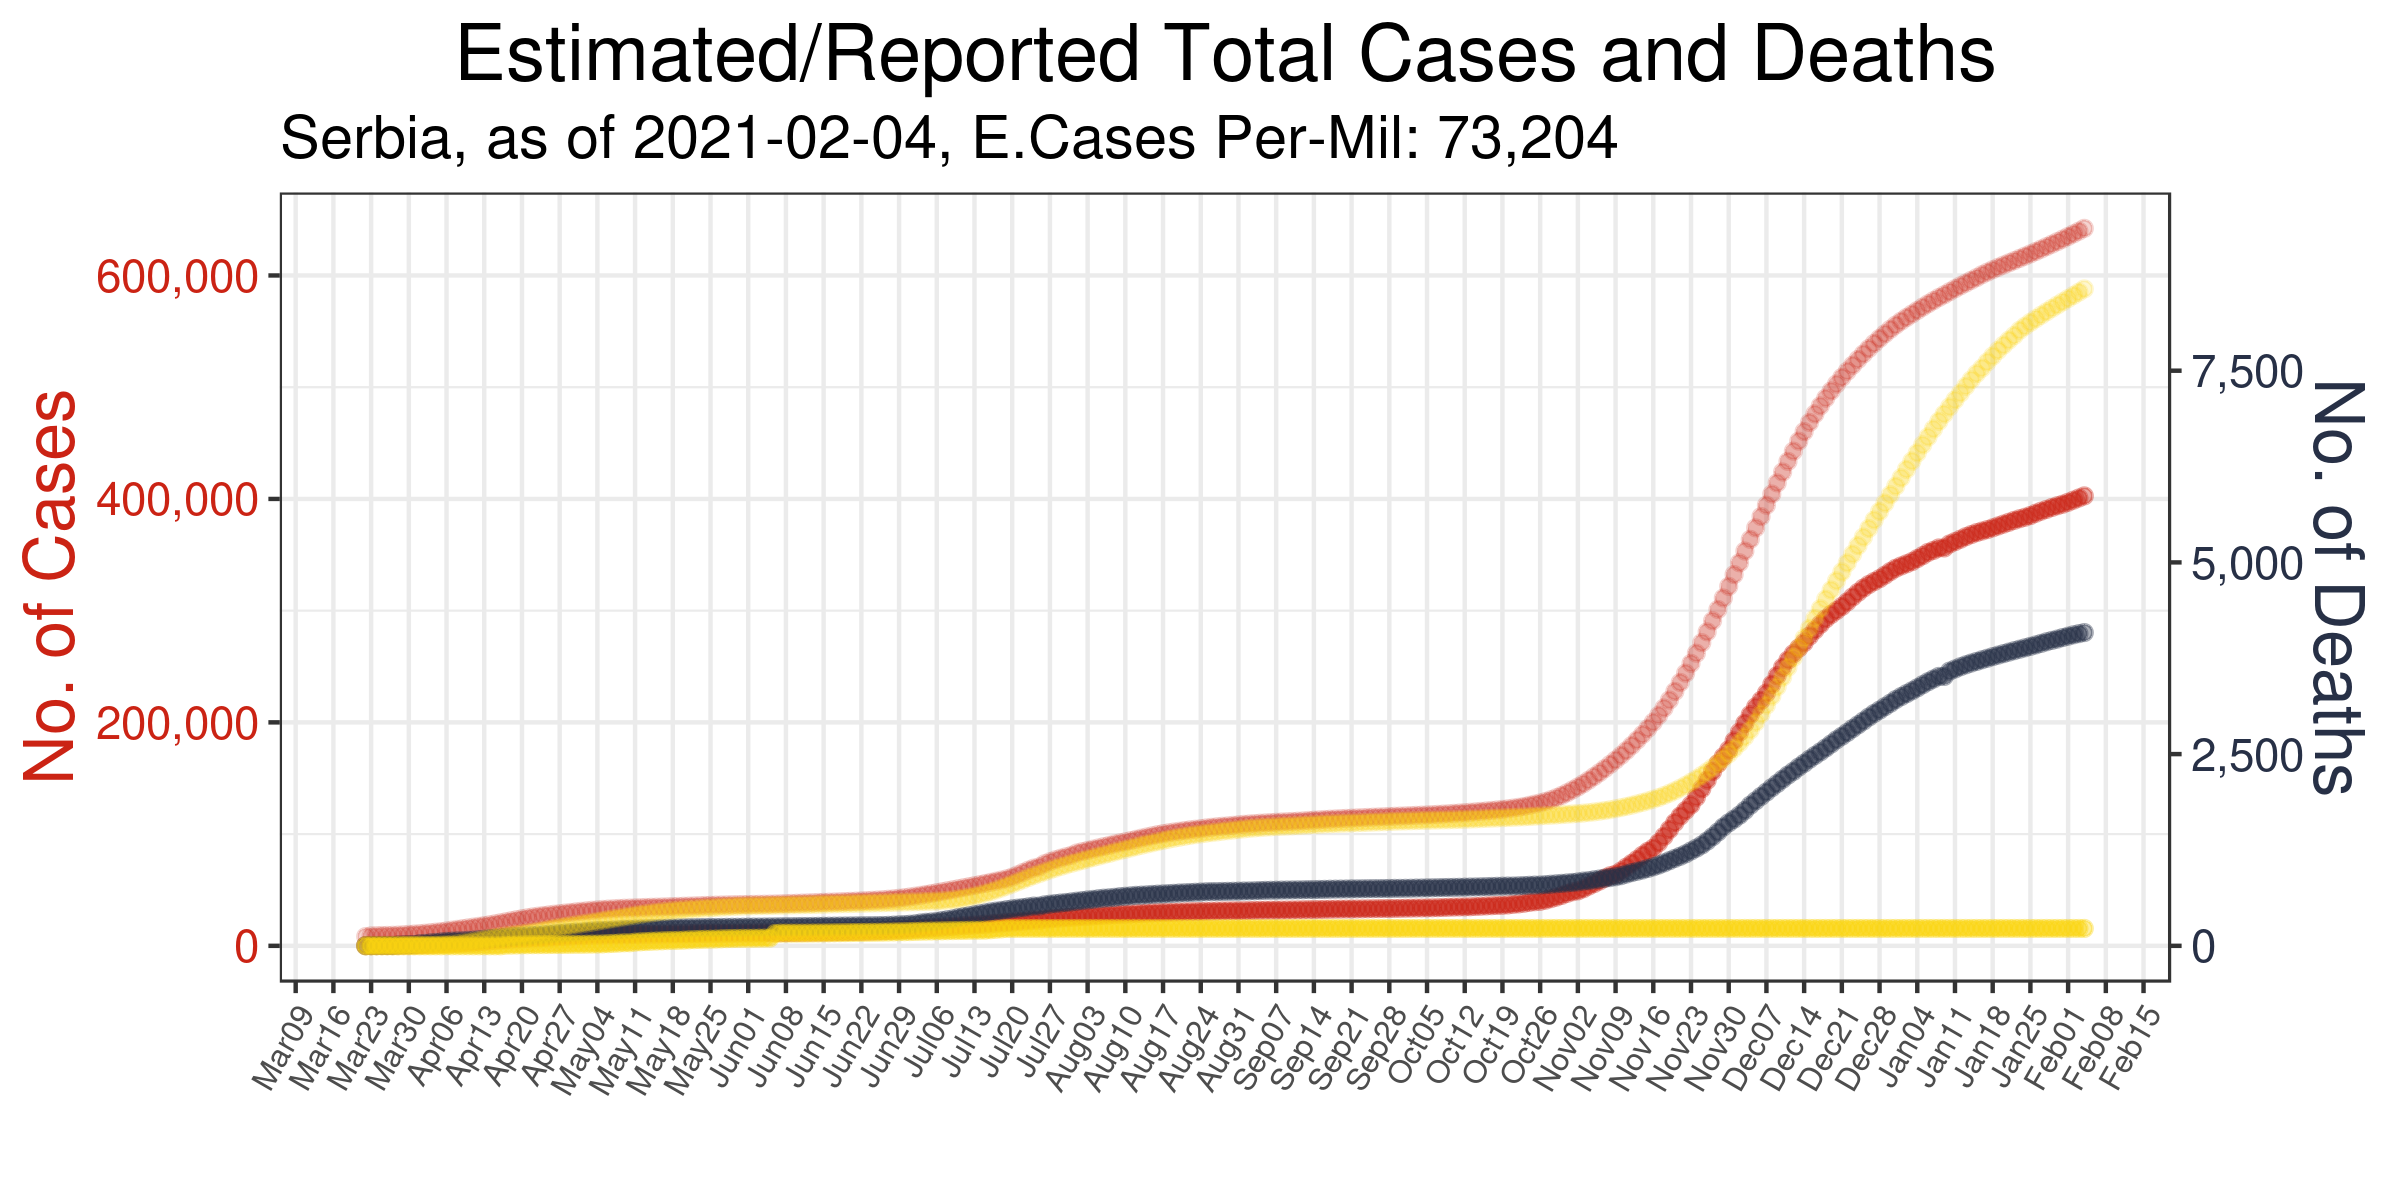 Estimated/Reported Total Cases and Deaths
Serbia, as of 2021-02-04, E.Cases Per-Mil: 73,204
No. of Cases
600,000
400,000
200,000
0
7,500
5,000
2,500
0
No. of Deaths
Mar09 Mar16 Mar23 Mar30 Apr06 Apr13 Apr20 Apr27 May04 May11 May18 May25 Jun01 Jun08 Jun15 Jun22 Jun29 Jul06 Jul13 Jul20 Jul27 Aug03 Aug10 Aug17 Aug24 Aug31 Sep07 Sep14 Sep21 Sep28 Oct05 Oct12 Oct19 Oct26 Nov02 Nov09 Nov16 Nov23 Nov30 Dec07 Dec14 Dec21 Dec28 Jan04 Jan11 Jan18 Jan25 Feb01 Feb08 Feb15